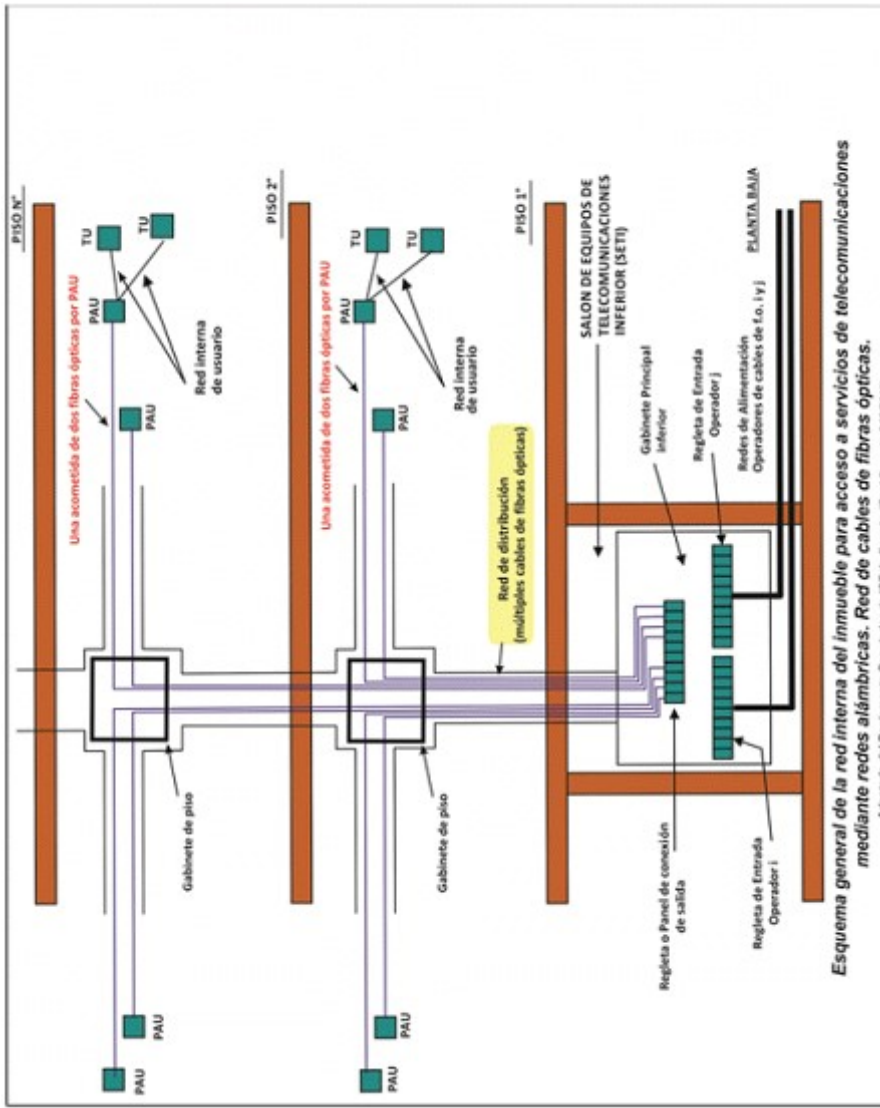 PISO N°
Una acometida de dos fibras ópticas por PAU
TU
TU
PAU
Red interna
de usuario
PAU
Gabinete de piso
PAU
PAU
PISO 2°
Una acometida de dos fibras ópticas por PAU
TU
TU
PAU
Red interna
de usuario
PAU
Gabinete de piso
PAU
PAU
Red de distribución
(múltiples cables de fibras ópticas)
PISO 1°
SALON DE EQUIPOS DE
TELECOMUNICACIONES
INFERIOR (SETI)
Gabinete Principal
Inferior
Regleta de Entrada
Operador j
Regleta o Panel de conexión
de salida
Regleta de Entrada
Operador i
Redes de Alimentación
Operadores de cables de f.o. i y j
PLANTA BAJA
Esquema general de la red interna del inmueble para acceso a servicios de telecomunicaciones
mediante redes alámbricas. Red de cables de fibras ópticas.